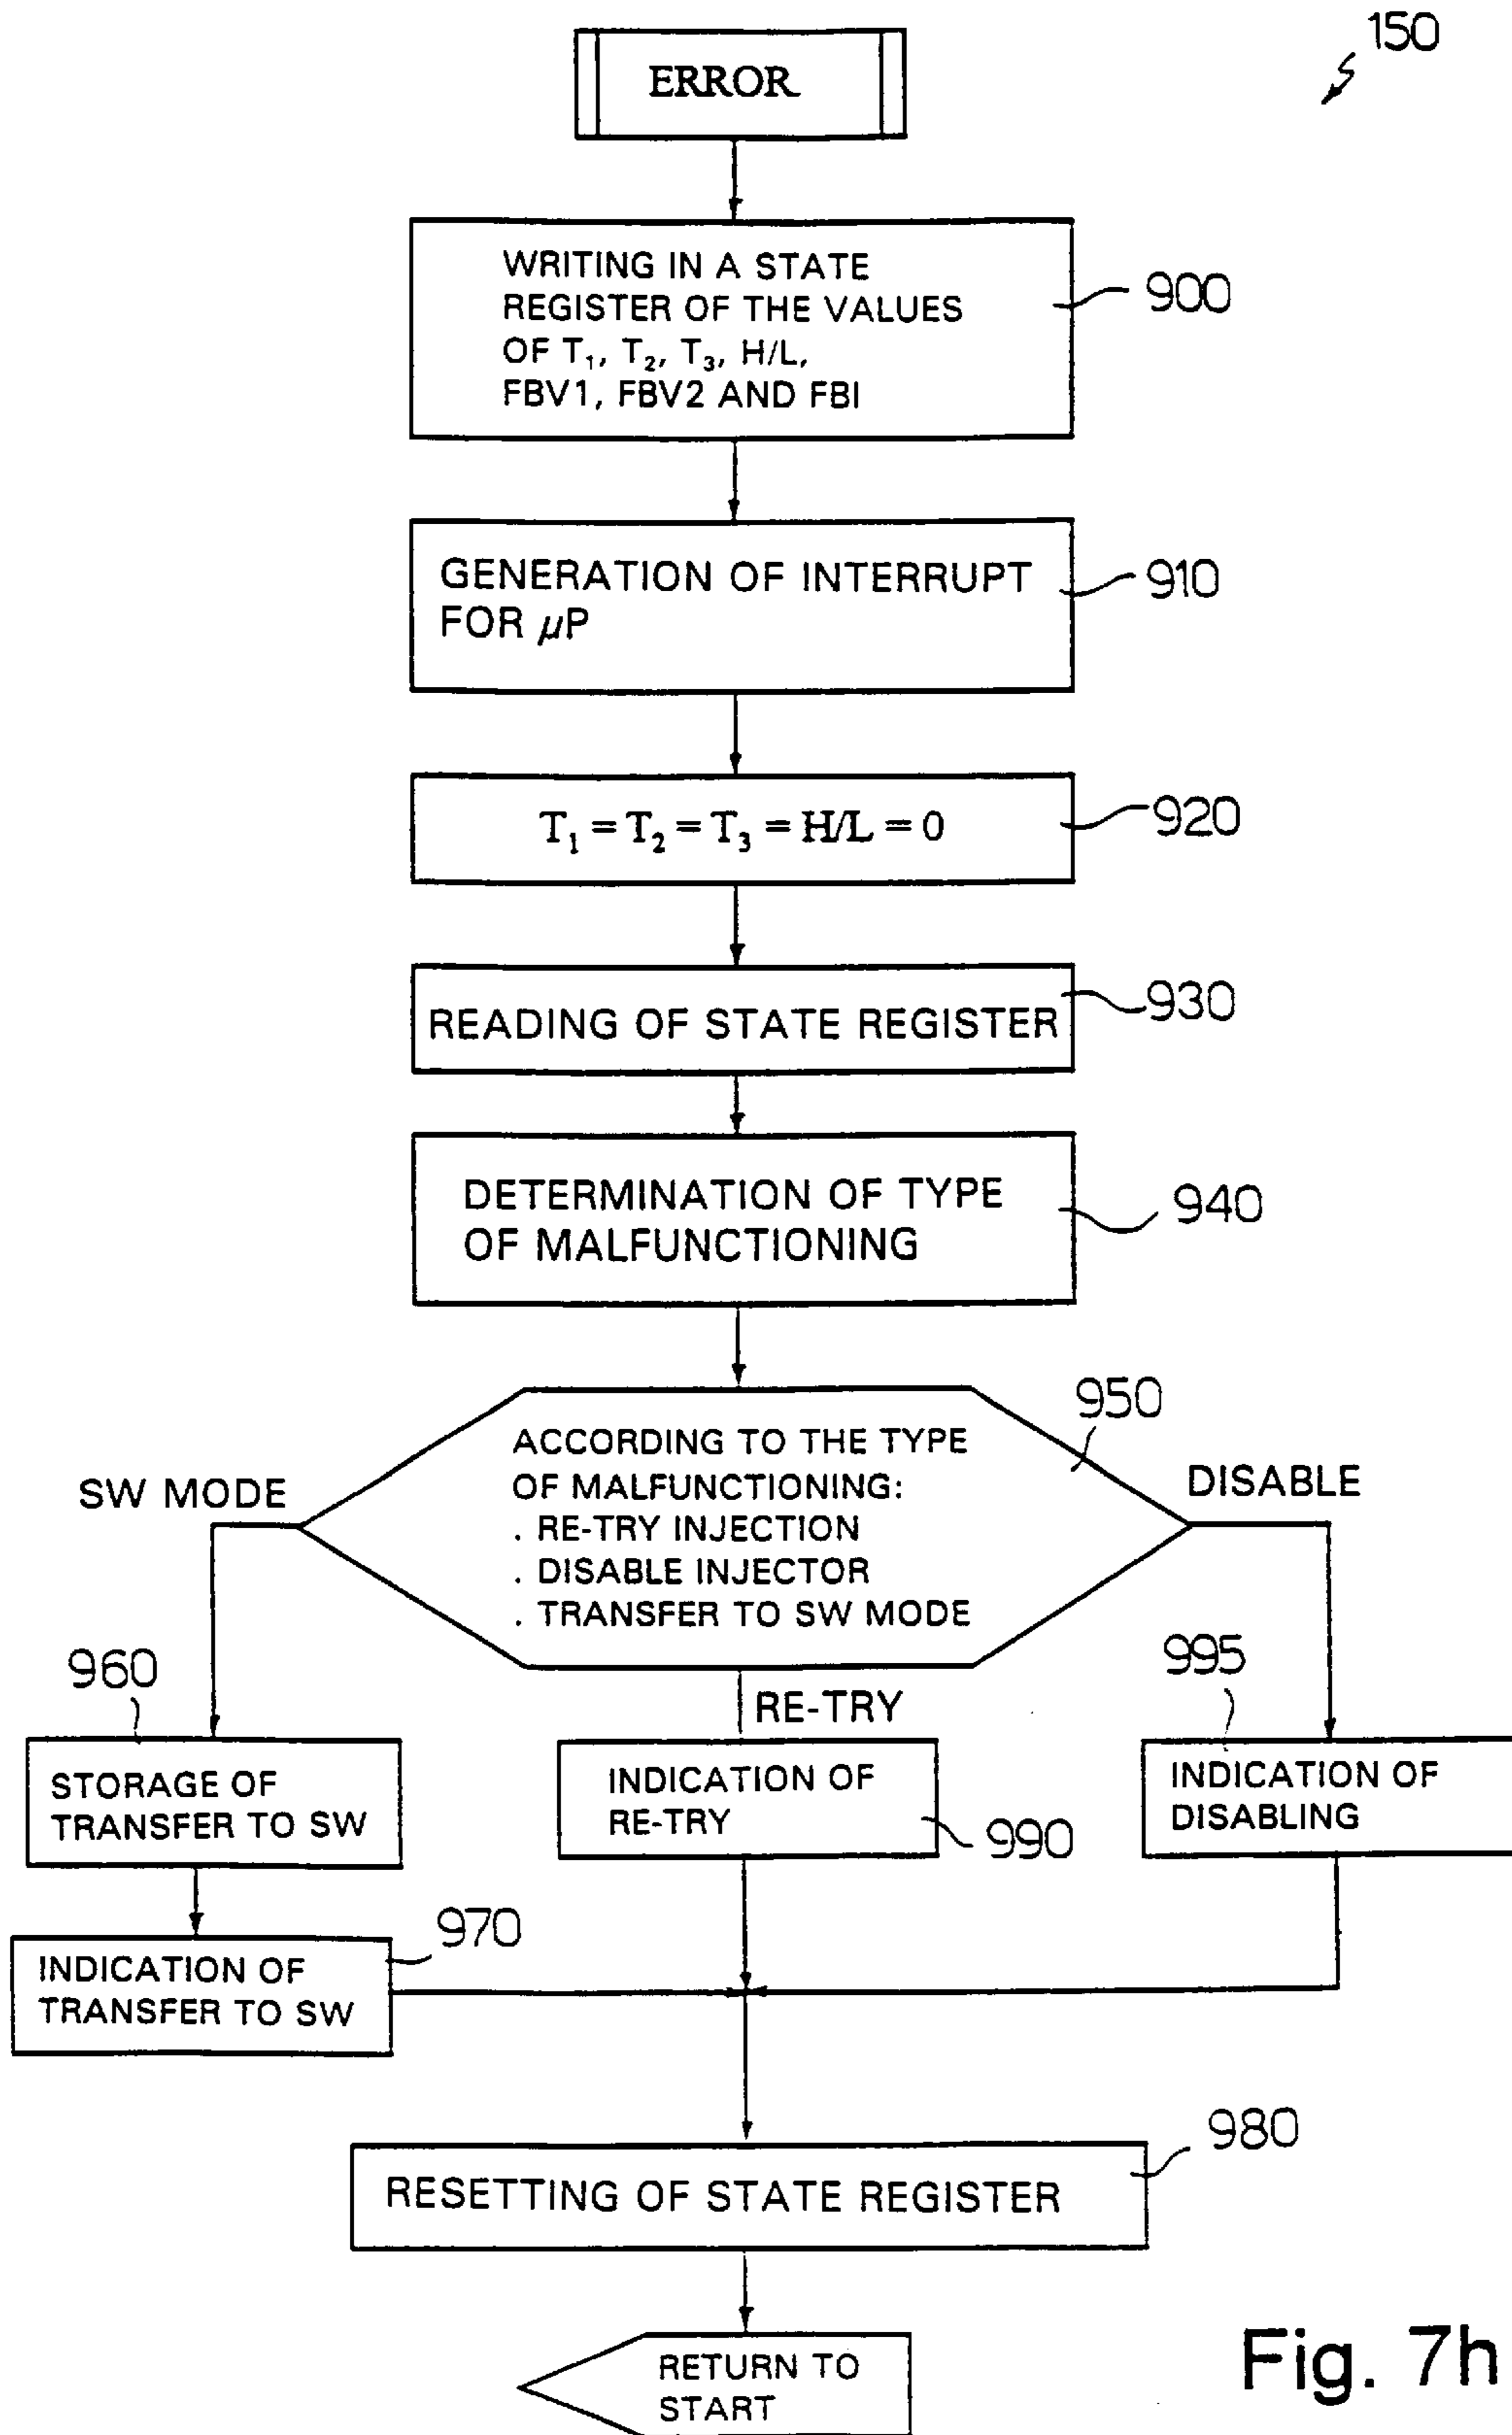 150
ERROR
WRITING IN A STATE
REGISTER OF THE VALUES
OF T₁, T₂, T₃, H/L,
FBV1, FBV2 AND FBI
900
GENERATION OF INTERRUPT
FOR µP
910
T₁ = T₂ = T₃ = H/L = 0
920
READING OF STATE REGISTER
930
DETERMINATION OF TYPE
OF MALFUNCTIONING
940
950
ACCORDING TO THE TYPE
OF MALFUNCTIONING:
. RE-TRY INJECTION
. DISABLE INJECTOR
. TRANSFER TO SW MODE
SW MODE
DISABLE
RE-TRY
960
STORAGE OF
TRANSFER TO SW
INDICATION OF
RE-TRY
990
995
INDICATION OF
DISABLING
970
INDICATION OF
TRANSFER TO SW
980
RESETTING OF STATE REGISTER
RETURN TO
START
Fig. 7h